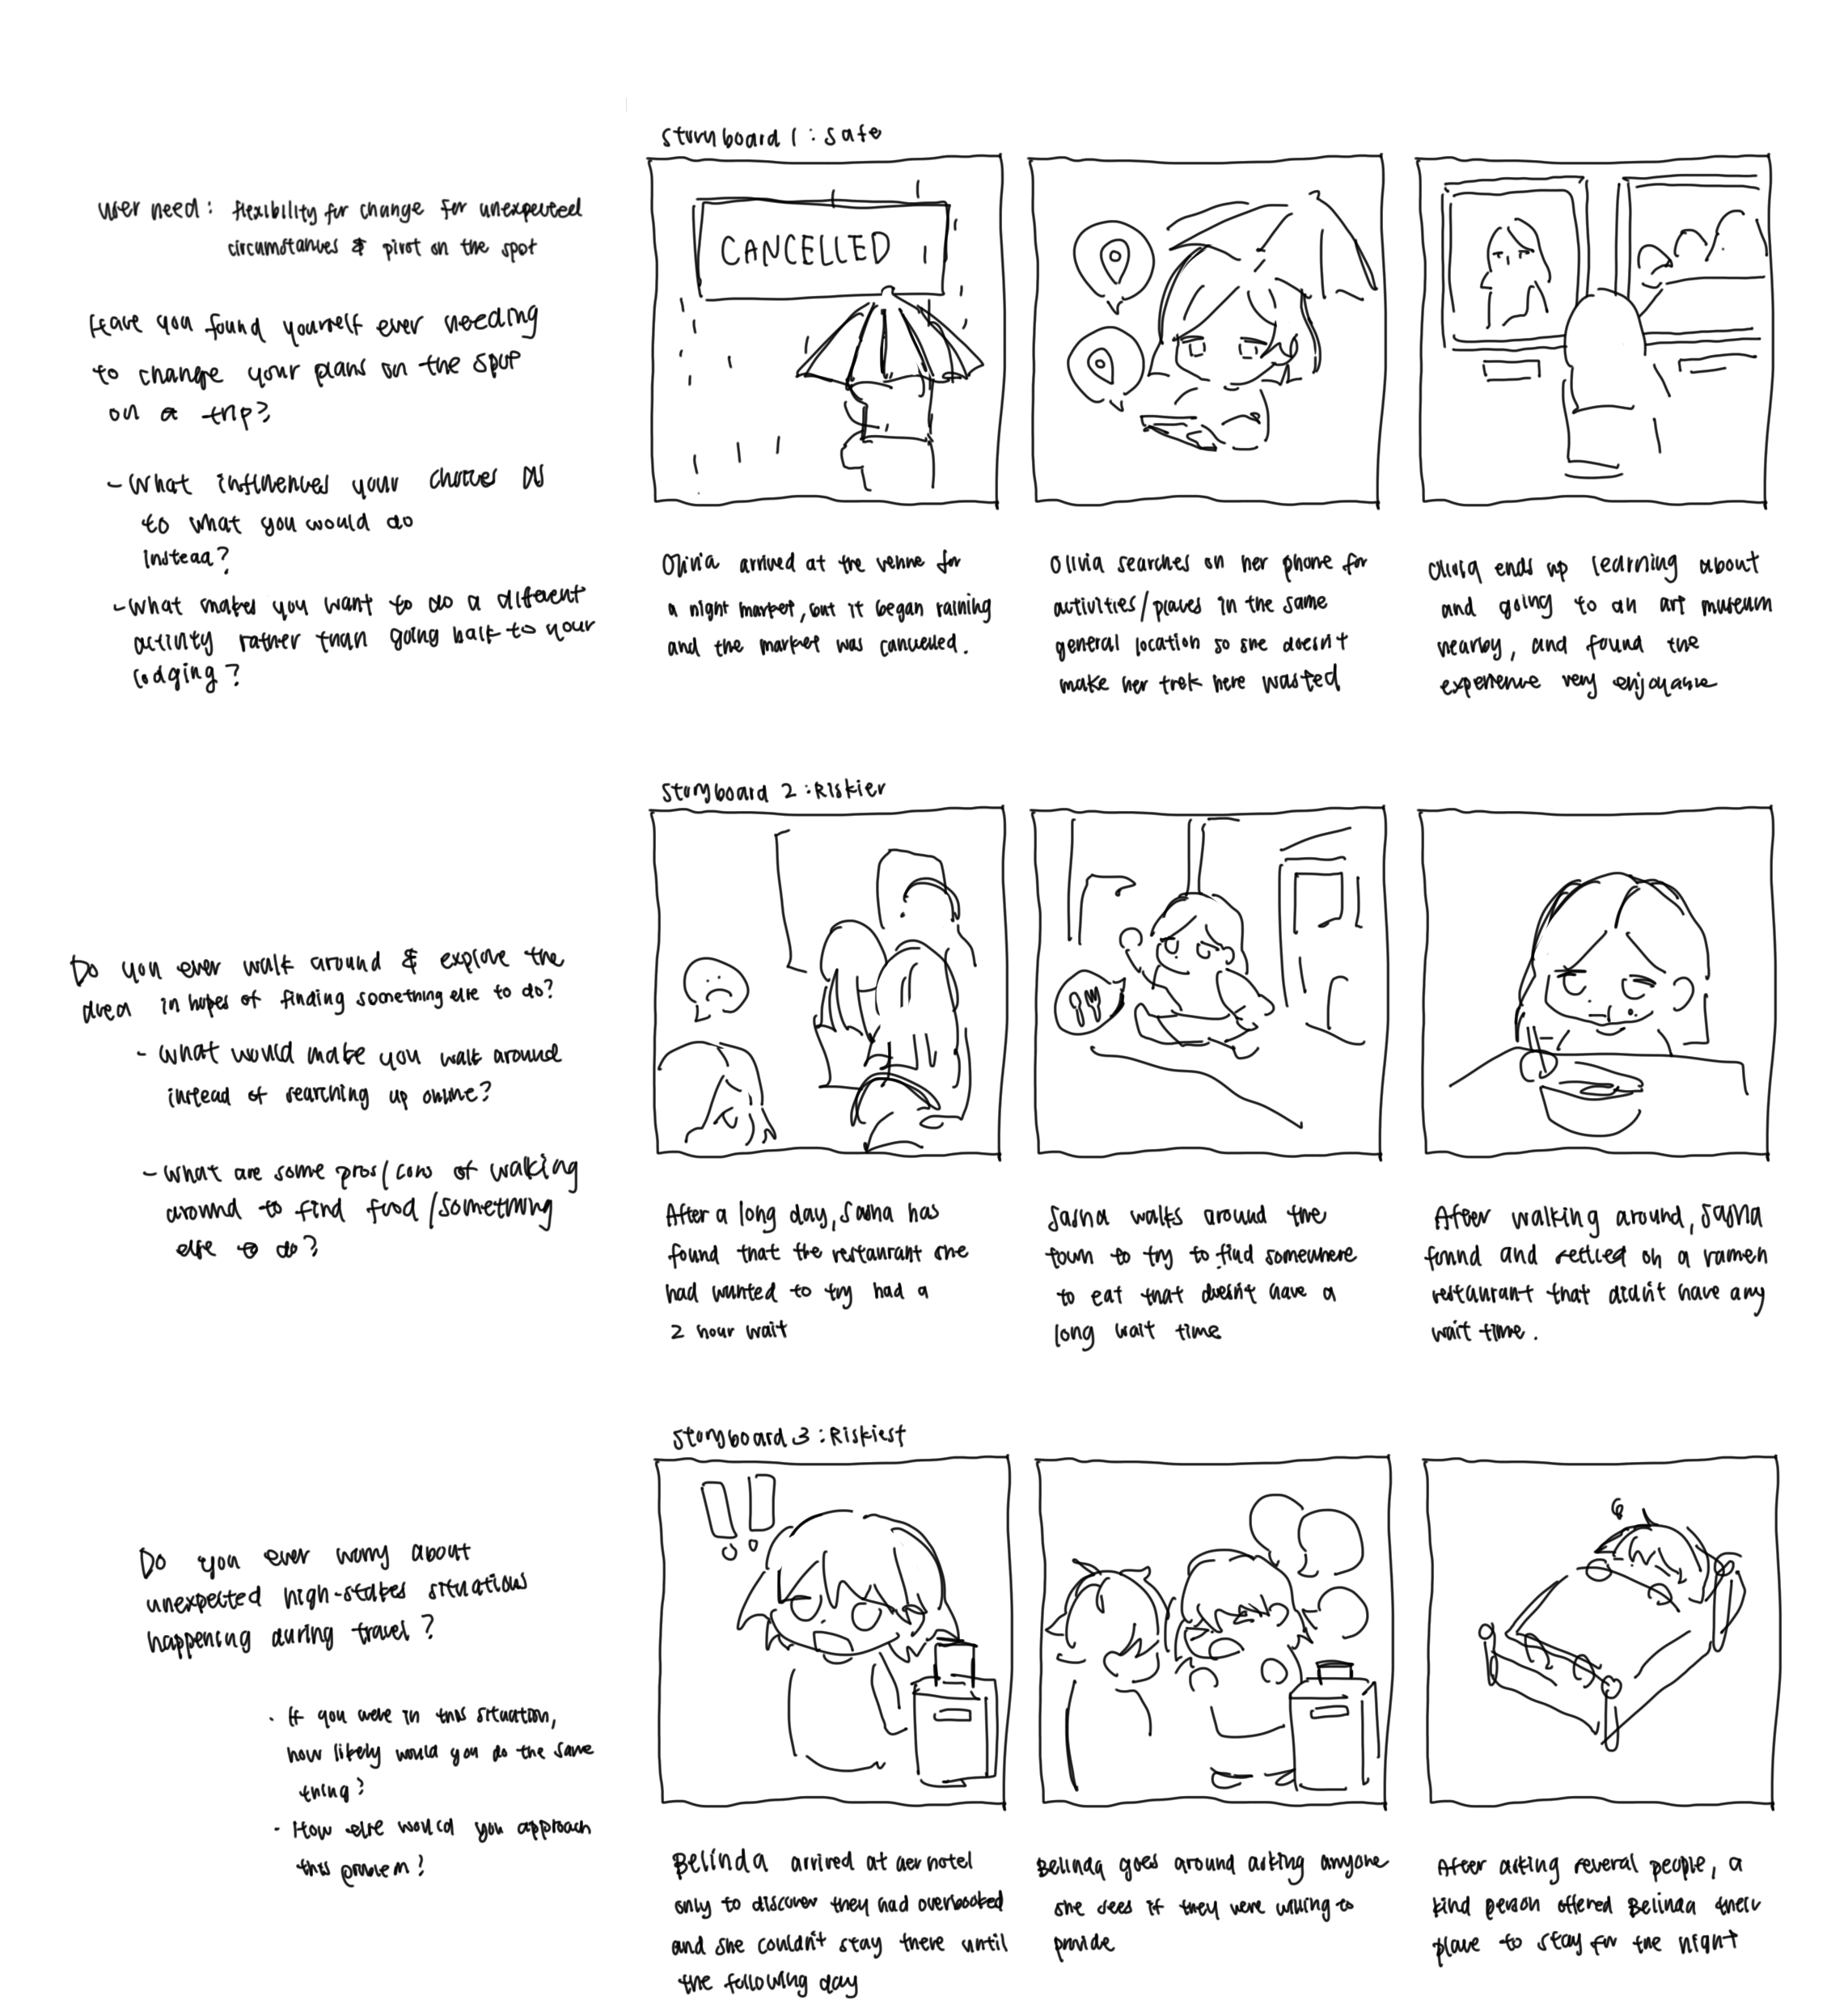 user need: flexibility for change for unexpected
circumstances & pivot on the spot
Have you found yourself ever needing
to change your plans on the spot
on a trip?
- What influences your choices as
to what you would do
instead?
- What makes you want to do a different
activity rather than going back to your
lodging?
Storyboard 1: Safe
CANCELLED
Olivia arrived at the venue for
a night market, but it began raining
and the market was cancelled.
Olivia searches on her phone for
activities/places in the same
general location so she doesn't
make her trek here wasted
Olivia ends up learning about
and going to an art museum
nearby, and found the
experience very enjoyable
Do you ever walk around & explore the
area in hopes of finding something else to do?
- What would make you walk around
instead of searching up online?
- What are some pros/cons of walking
around to find food/something
else to do?
Storyboard 2: Riskier
After a long day, Sasha has
found that the restaurant she
had wanted to try had a
2 hour wait
Sasha walks around the
town to try to find somewhere
to eat that doesn't have a
long wait time
After walking around, Sasha
found and settled on a ramen
restaurant that didn't have any
wait time.
Do you ever worry about
unexpected high-stakes situations
happening during travel?
. If you were in this situation,
how likely would you do the same
thing?
- How else would you approach
this problem?
Storyboard 3: Riskiest
!!
Belinda arrived at her hotel
only to discover they had overbooked
and she couldn't stay there until
the following day
Belinda goes around asking anyone
she sees if they were willing to
provide
After asking several people, a
kind person offered Belinda their
place to stay for the night